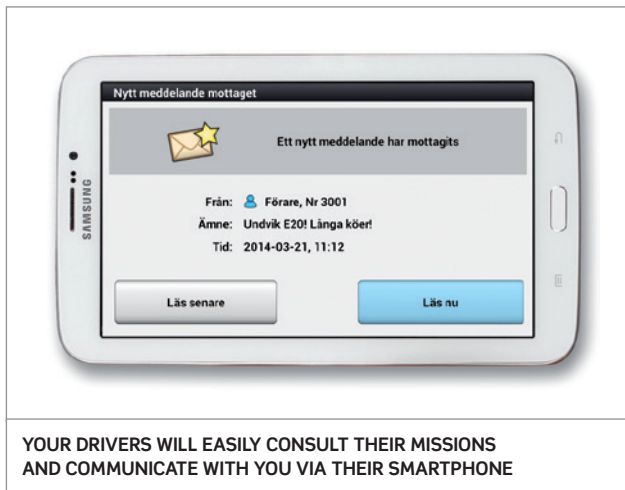 Nytt meddelande mottaget
Ett nytt meddelande har mottagits
Från: Förare, Nr 3001
Ämne: Undvik E20! Långa köer!
Tid: 2014-03-21, 11:12
Läs senare Läs nu
SAMSUNG
YOUR DRIVERS WILL EASILY CONSULT THEIR MISSIONS
AND COMMUNICATE WITH YOU VIA THEIR SMARTPHONE